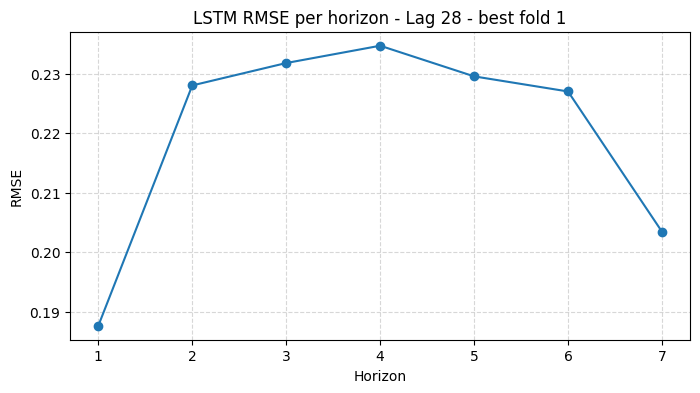 LSTM RMSE per horizon - Lag 28 - best fold 1
0.23
0.22
0.21
0.20
0.19
RMSE
1 2 3 4 5 6 7
Horizon